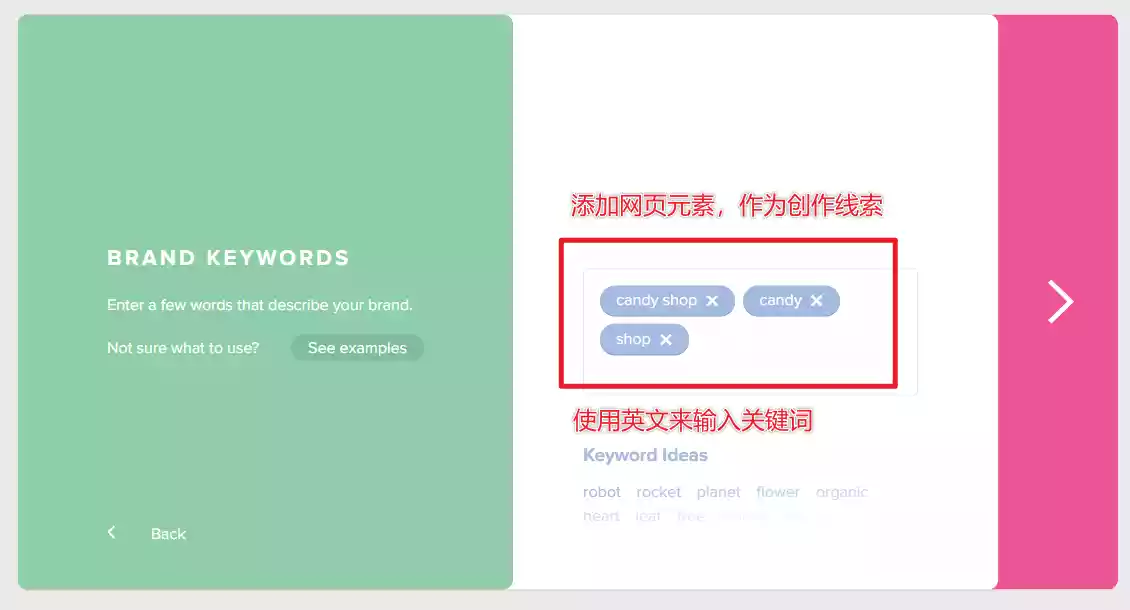 BRAND KEYWORDS
Enter a few words that describe your brand.
Not sure what to use? See examples
Back
添加网页元素，作为创作线索
candy shop ✕ candy ✕
shop ✕
使用英文来输入关键词
Keyword Ideas
robot rocket planet flower organic
heart leaf tree